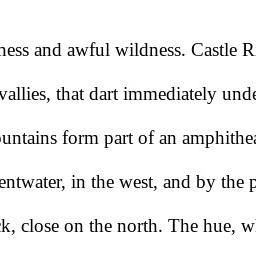 ness and awful wildness. Castle Ri
vallies, that dart immediately unde
ountains form part of an amphithea
entwater, in the west, and by the p
k, close on the north. The hue, w